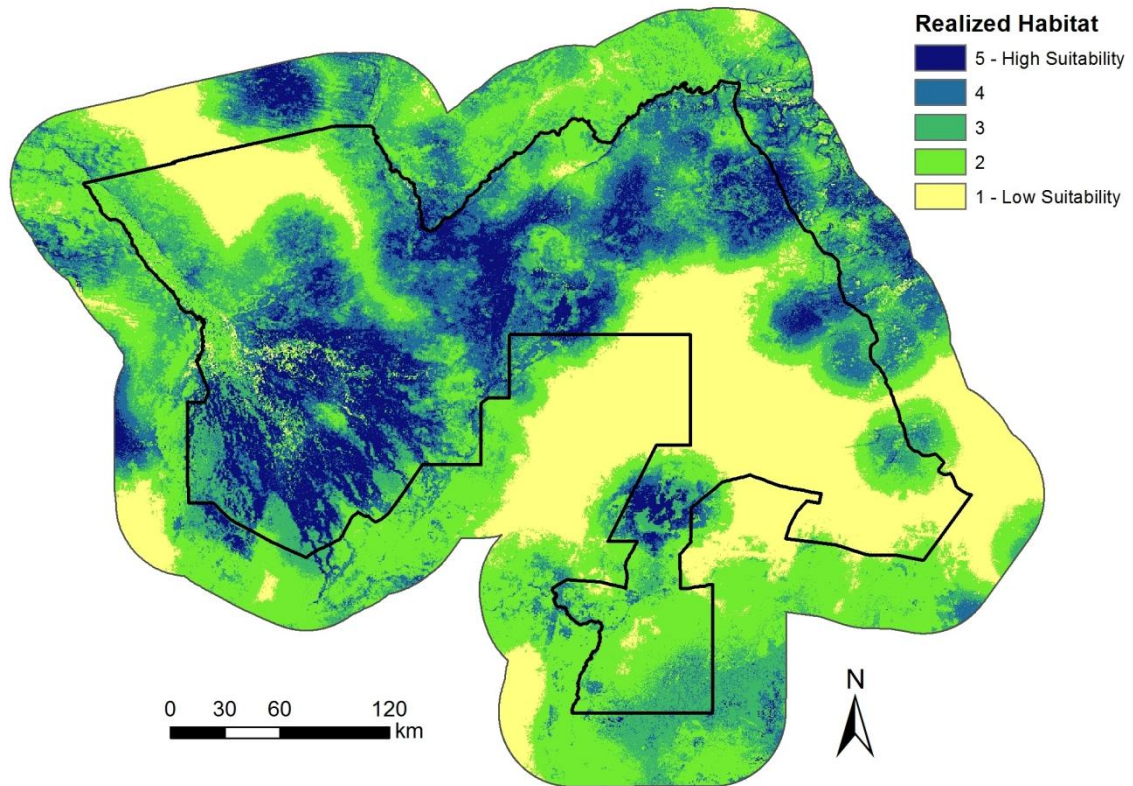 Realized Habitat
5 - High Suitability
4
3
2
1 - Low Suitability
N
0 30 60 120
km